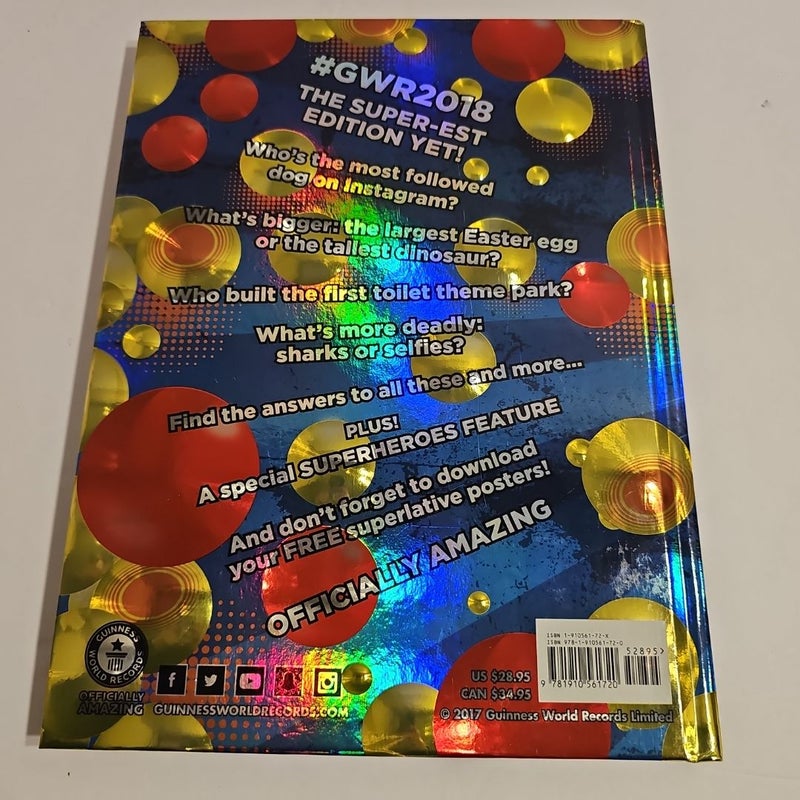 #GWR2018
THE SUPER-EST
EDITION YET!
Who's the most followed
dog on Instagram?
What's bigger: the largest Easter egg
or the tallest dinosaur?
Who built the first toilet theme park?
What's more deadly:
sharks or selfies?
Find the answers to all these and more...
PLUS!
A special SUPERHEROES FEATURE
And don't forget to download
your FREE superlative posters!
OFFICIALLY AMAZING
GUINNESS
WORLD RECORDS
OFFICIALLY
AMAZING
f
You Tube
GUINNESSWORLDRECORDS.COM
US $28.95
CAN $34.95
ISBN 1-910561-72-X
ISBN 978-1-910561-72-0
52895>
9 781910 561720
© 2017 Guinness World Records Limited